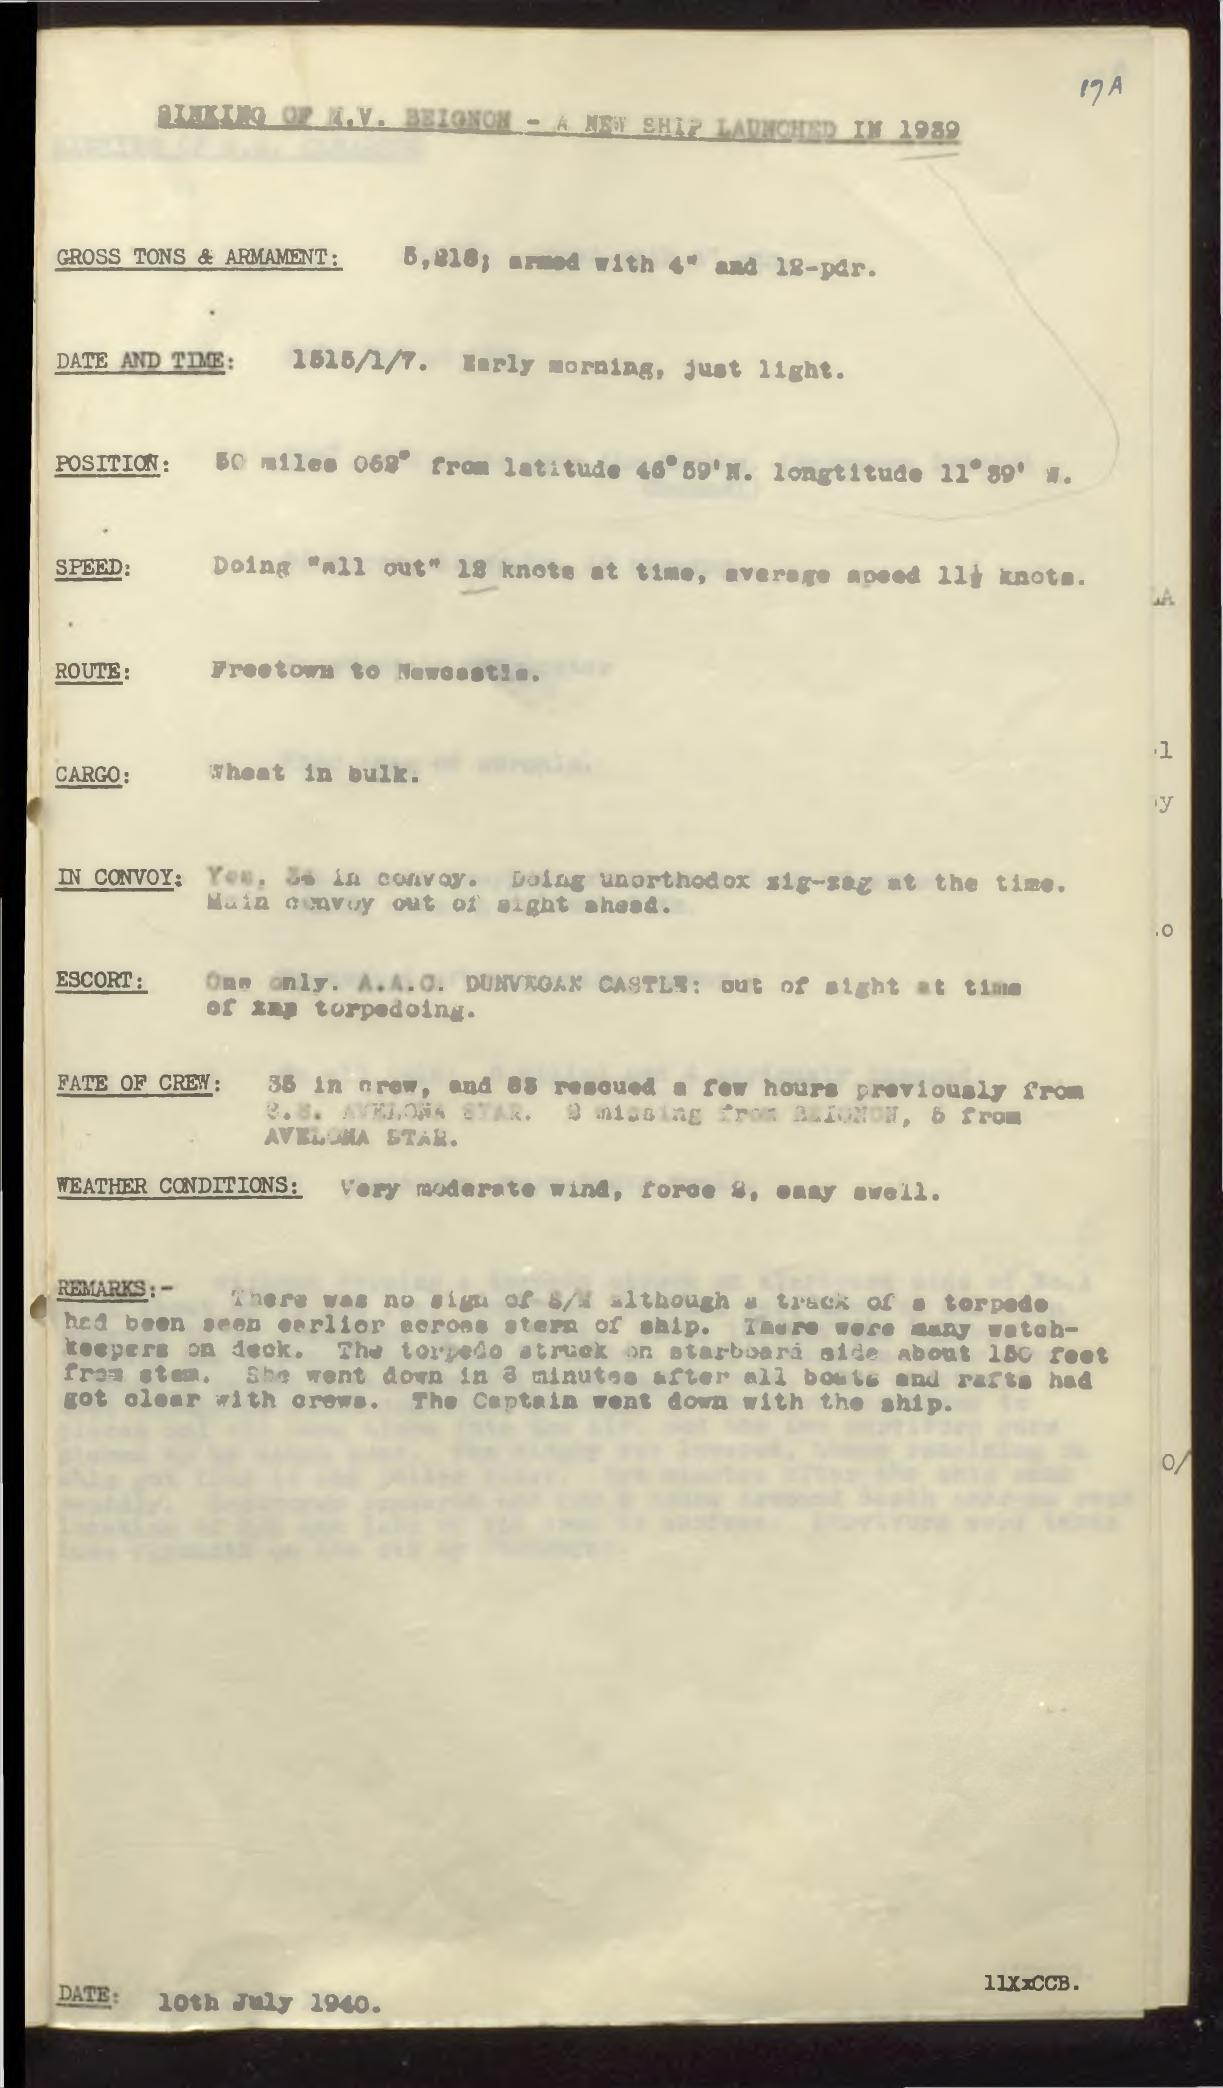 17A
SINKING OF M.V. BEIGNON - A NEW SHIP LAUNCHED IN 1939
GROSS TONS & ARMAMENT: 5,218; armed with 4" and 12-pdr.
DATE AND TIME: 1515/1/7. Early morning, just light.
POSITION: 50 miles 068° from latitude 46°59'N. longtitude 11°39' W.
SPEED: Doing "all out" 12 knots at time, average speed 11½ knots.
ROUTE: Freetown to Newcastle.
CARGO: Wheat in bulk.
IN CONVOY: Yes, 34 in convoy. Doing unorthodox zig-zag at the time.
Main convoy out of sight ahead.
ESCORT: One only. A.A.C. DUNVEGAN CASTLE: out of sight at time
of torpedoing.
FATE OF CREW: 35 in crew, and 83 rescued a few hours previously from
S.S. AVELONA STAR. 2 missing from BEIGNON, 5 from
AVELONA STAR.
WEATHER CONDITIONS: Very moderate wind, force 2, easy swell.
REMARKS:- There was no sign of S/M although a track of a torpedo
had been seen earlier across stern of ship. There were many watch-
keepers on deck. The torpedo struck on starboard side about 150 feet
from stem. She went down in 8 minutes after all boats and rafts had
got clear with crews. The Captain went down with the ship.
11XxCCB.
DATE: 10th July 1940.